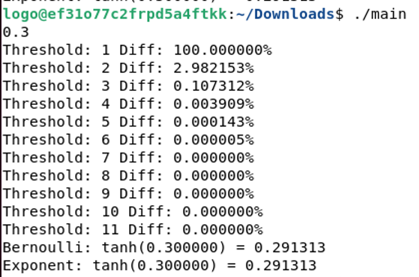 logo@ef31o77c2frpd5a4ftkk:~/Downloads$ ./main
0.3
Threshold: 1 Diff: 100.000000%
Threshold: 2 Diff: 2.982153%
Threshold: 3 Diff: 0.107312%
Threshold: 4 Diff: 0.003909%
Threshold: 5 Diff: 0.000143%
Threshold: 6 Diff: 0.000005%
Threshold: 7 Diff: 0.000000%
Threshold: 8 Diff: 0.000000%
Threshold: 9 Diff: 0.000000%
Threshold: 10 Diff: 0.000000%
Threshold: 11 Diff: 0.000000%
Bernoulli: tanh(0.300000) = 0.291313
Exponent: tanh(0.300000) = 0.291313